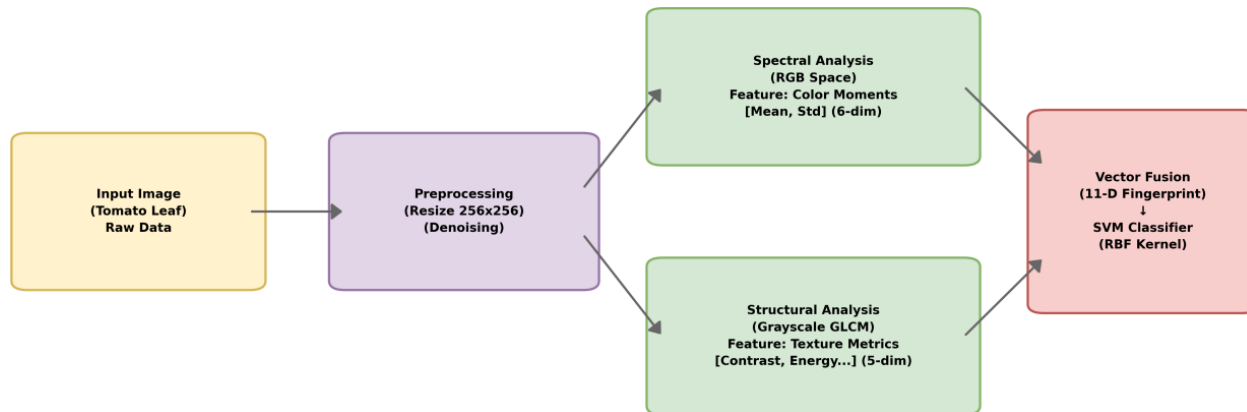 Input Image
(Tomato Leaf)
Raw Data
Preprocessing
(Resize 256x256)
(Denoising)
Spectral Analysis
(RGB Space)
Feature: Color Moments
[Mean, Std] (6-dim)
Structural Analysis
(Grayscale GLCM)
Feature: Texture Metrics
[Contrast, Energy...] (5-dim)
Vector Fusion
(11-D Fingerprint)
↓
SVM Classifier
(RBF Kernel)